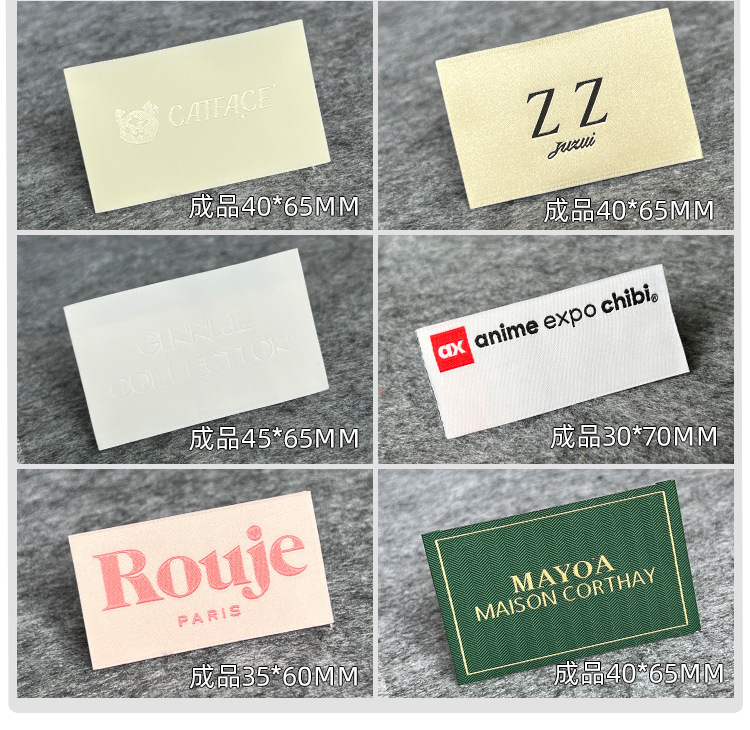 CATFACE
成品40*65MM
Z Z
juzui
成品40*65MM
COLLECTION
成品45*65MM
ax anime expo chibi®
成品30*70MM
Rouje
PARIS
成品35*60MM
MAYOA
MAISON CORTHAY
成品40*65MM